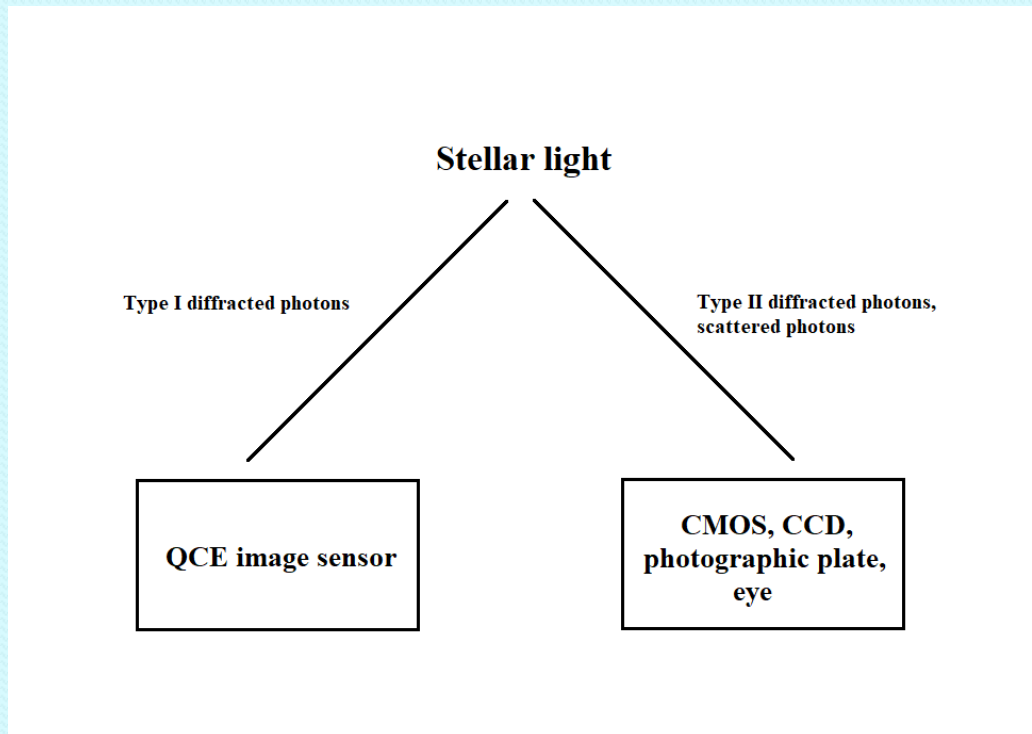 Stellar light
Type I diffracted photons
Type II diffracted photons,
scattered photons
QCE image sensor
CMOS, CCD,
photographic plate,
eye